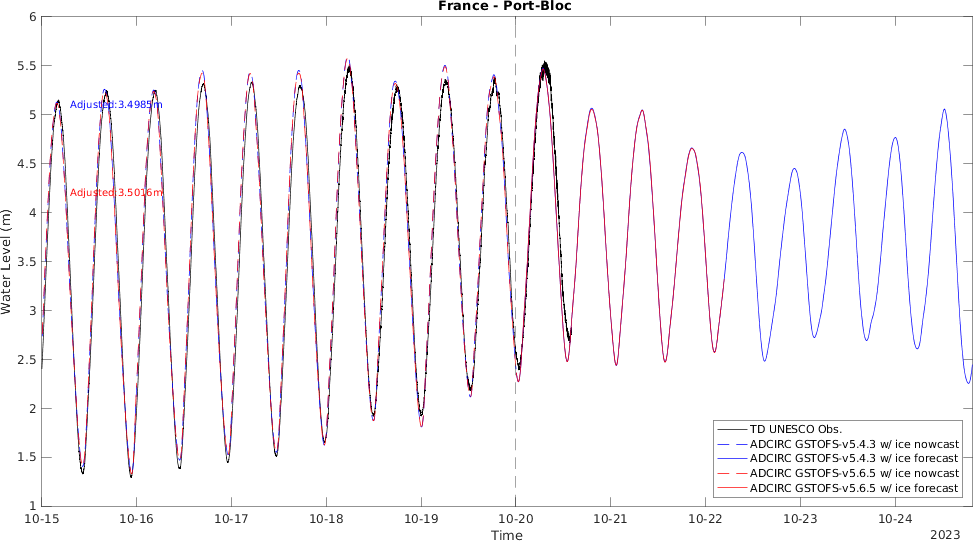 France - Port-Bloc
6
5.5
5
4.5
4
3.5
3
2.5
2
1.5
1
Water Level (m)
Adjusted:3.4985m
Adjusted:3.5016m
TD UNESCO Obs.
ADCIRC GSTOFS-v5.4.3 w/ ice nowcast
ADCIRC GSTOFS-v5.4.3 w/ ice forecast
ADCIRC GSTOFS-v5.6.5 w/ ice nowcast
ADCIRC GSTOFS-v5.6.5 w/ ice forecast
10-15 10-16 10-17 10-18 10-19 10-20 10-21 10-22 10-23 10-24
Time
2023